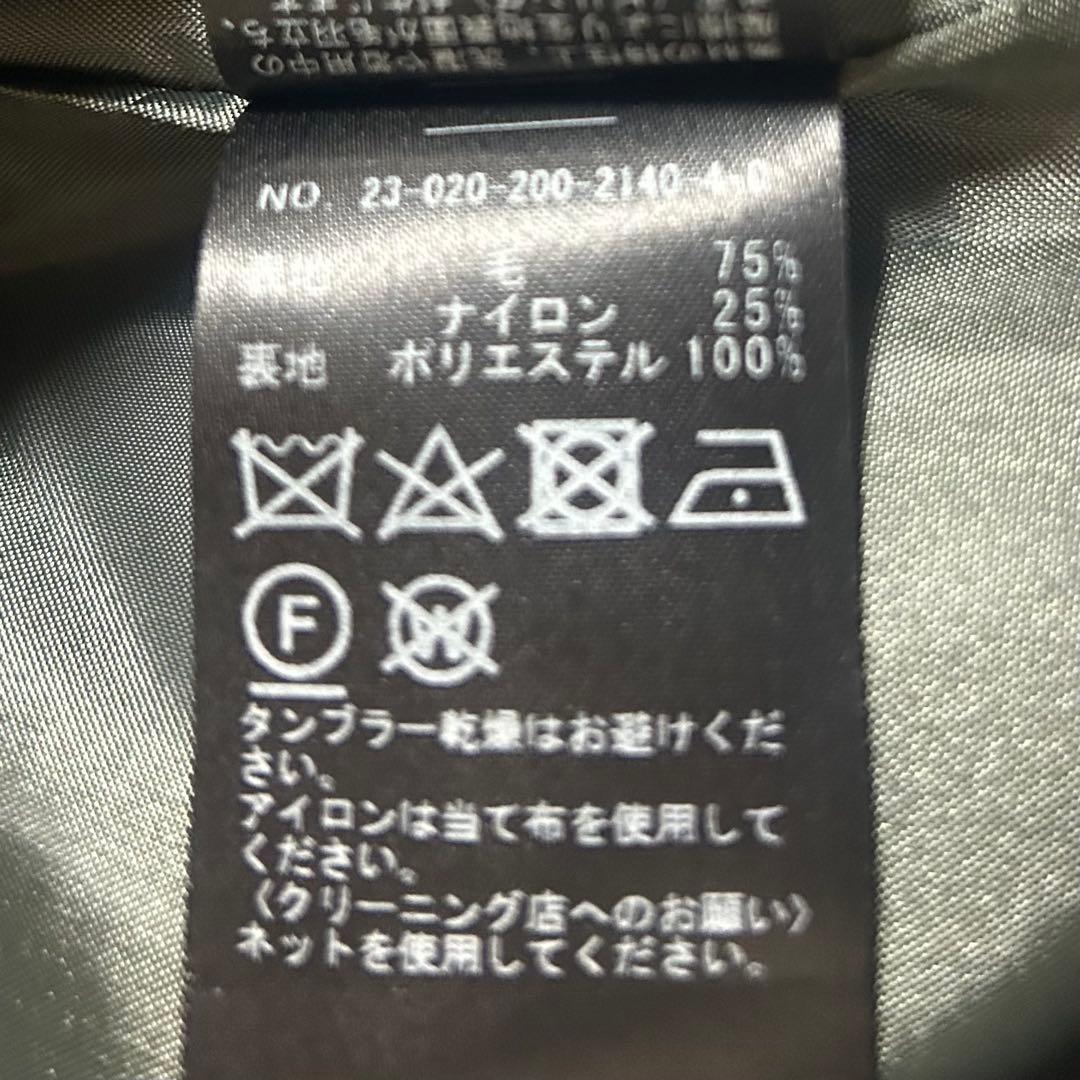 NO 23-020-200-2140-4-0
毛 75%
ナイロン 25%
裏地 ポリエステル 100%
F
W
タンブラー乾燥はお避けくだ
さい。
アイロンは当て布を使用して
ください。
〈クリーニング店へのお願い〉
ネットを使用してください。